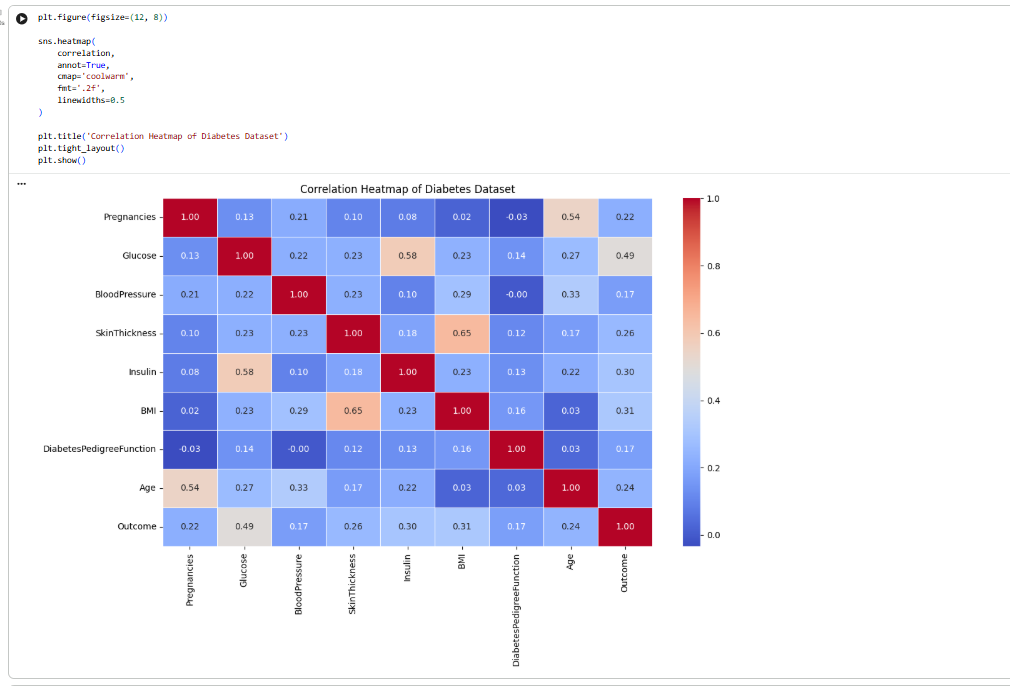 plt.figure(figsize=(12, 8))
sns.heatmap(
correlation,
annot=True,
cmap='coolwarm',
fmt='.2f',
linewidths=0.5
)
plt.title('Correlation Heatmap of Diabetes Dataset')
plt.tight_layout()
plt.show()
...
Correlation Heatmap of Diabetes Dataset
Pregnancies 1.00 0.13 0.21 0.10 0.08 0.02 -0.03 0.54 0.22
Glucose 0.13 1.00 0.22 0.23 0.58 0.23 0.14 0.27 0.49
BloodPressure 0.21 0.22 1.00 0.23 0.10 0.29 -0.00 0.33 0.17
SkinThickness 0.10 0.23 0.23 1.00 0.18 0.65 0.12 0.17 0.26
Insulin 0.08 0.58 0.10 0.18 1.00 0.23 0.13 0.22 0.30
BMI 0.02 0.23 0.29 0.65 0.23 1.00 0.16 0.03 0.31
DiabetesPedigreeFunction -0.03 0.14 -0.00 0.12 0.13 0.16 1.00 0.03 0.17
Age 0.54 0.27 0.33 0.17 0.22 0.03 0.03 1.00 0.24
Outcome 0.22 0.49 0.17 0.26 0.30 0.31 0.17 0.24 1.00
Pregnancies
Glucose
BloodPressure
SkinThickness
Insulin
BMI
DiabetesPedigreeFunction
Age
Outcome
1.0
0.8
0.6
0.4
0.2
0.0